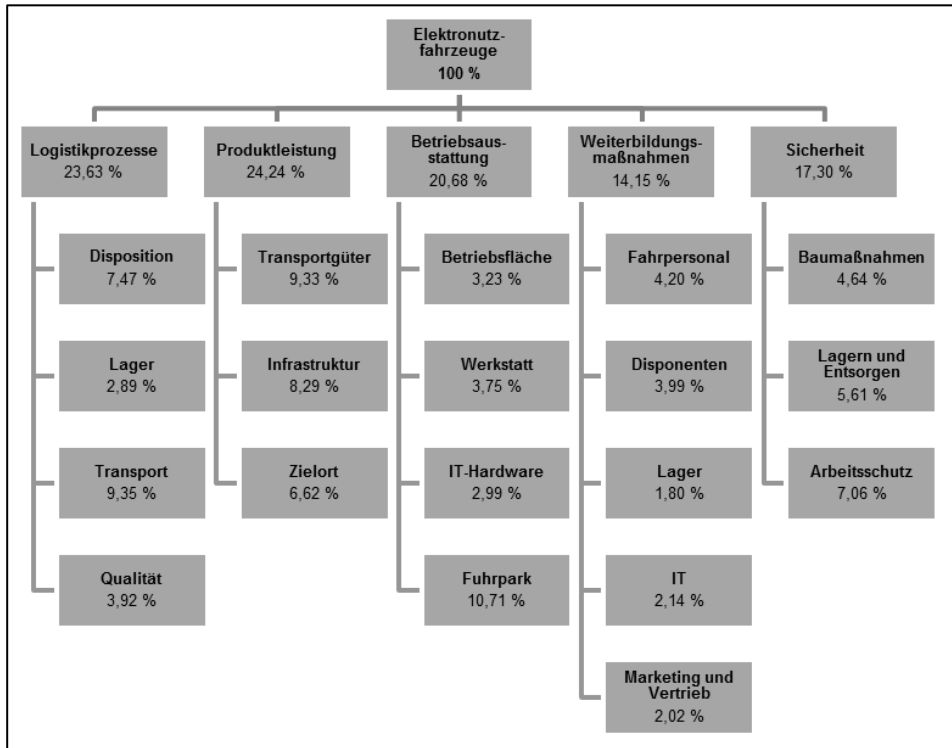 Elektronutz-
fahrzeuge
100 %
Logistikprozesse
23,63 %
Produktleistung
24,24 %
Betriebsaus-
stattung
20,68 %
Weiterbildungs-
maßnahmen
14,15 %
Sicherheit
17,30 %
Disposition
7,47 %
Lager
2,89 %
Transport
9,35 %
Qualität
3,92 %
Transportgüter
9,33 %
Infrastruktur
8,29 %
Zielort
6,62 %
Betriebsfläche
3,23 %
Werkstatt
3,75 %
IT-Hardware
2,99 %
Fuhrpark
10,71 %
Fahrpersonal
4,20 %
Disponenten
3,99 %
Lager
1,80 %
IT
2,14 %
Marketing und
Vertrieb
2,02 %
Baumaßnahmen
4,64 %
Lagern und
Entsorgen
5,61 %
Arbeitsschutz
7,06 %